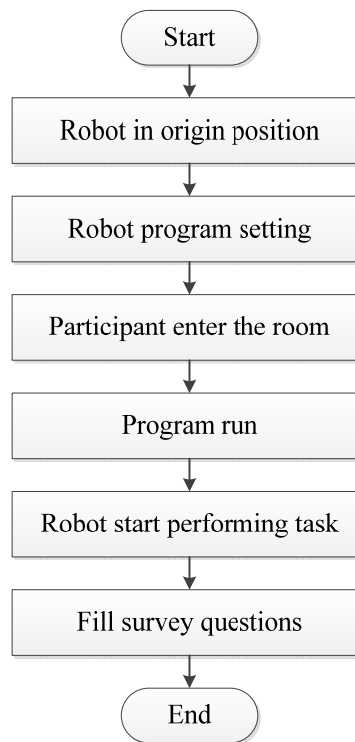 Start
Robot in origin position
Robot program setting
Participant enter the room
Program run
Robot start performing task
Fill survey questions
End